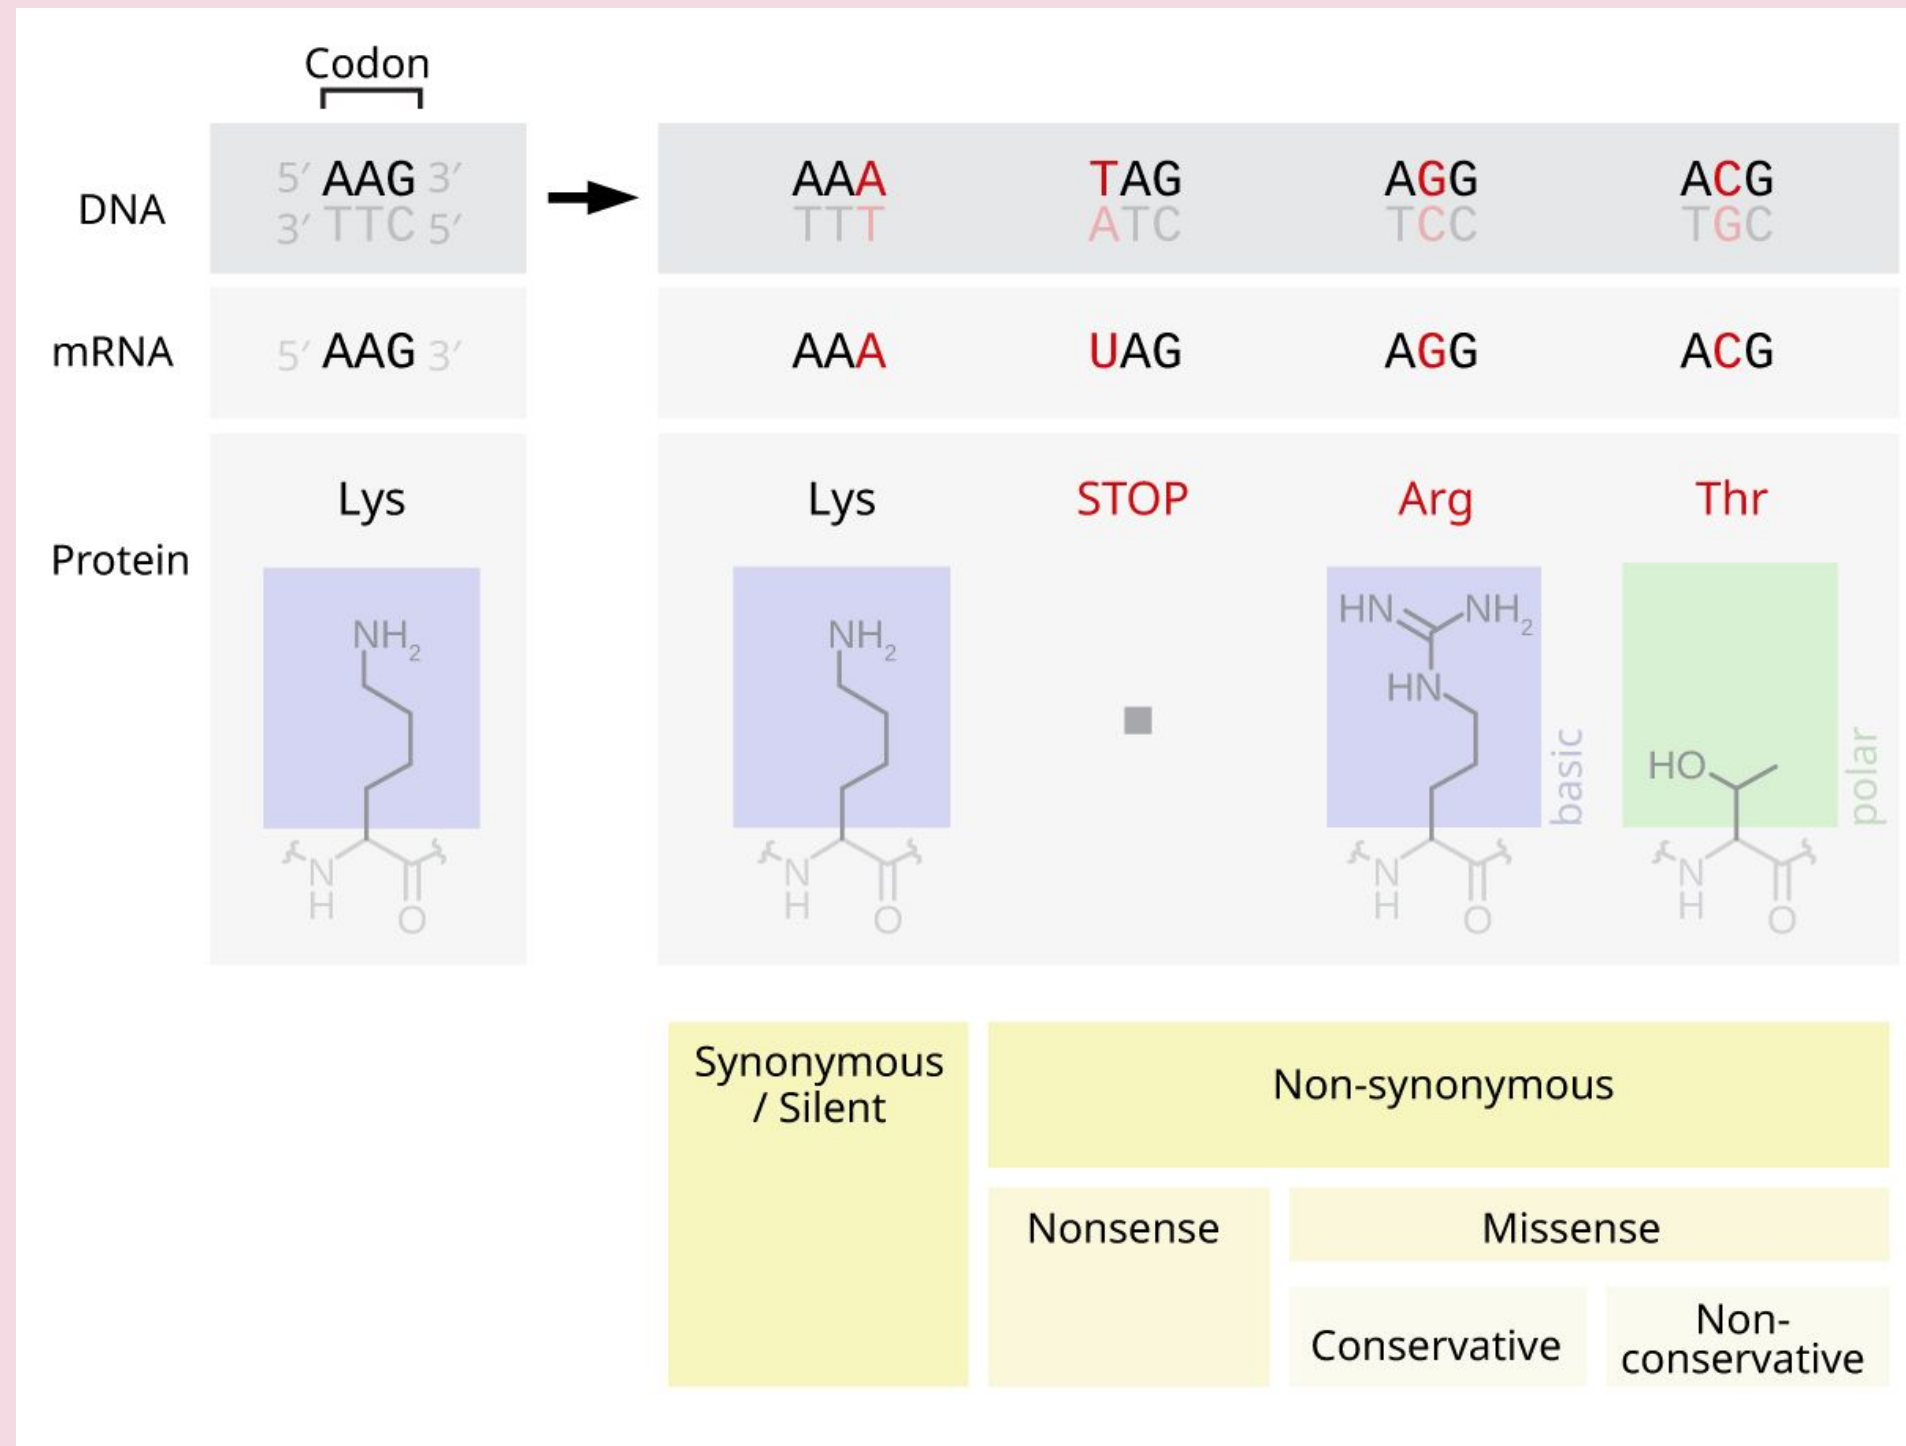 Codon
DNA
5′ AAG 3′
3′ TTC 5′
AAA TAG AGG ACG
TTT ATC TCC TGC
mRNA
5′ AAG 3′
AAA UAG AGG ACG
Protein
Lys
Lys STOP Arg Thr
NH2
NH2
HN NH2
HN
HO
basic
polar
N
H
O
N
H
O
N
H
O
N
H
O
Synonymous
/ Silent
Non-synonymous
Nonsense
Missense
Conservative
Non-
conservative